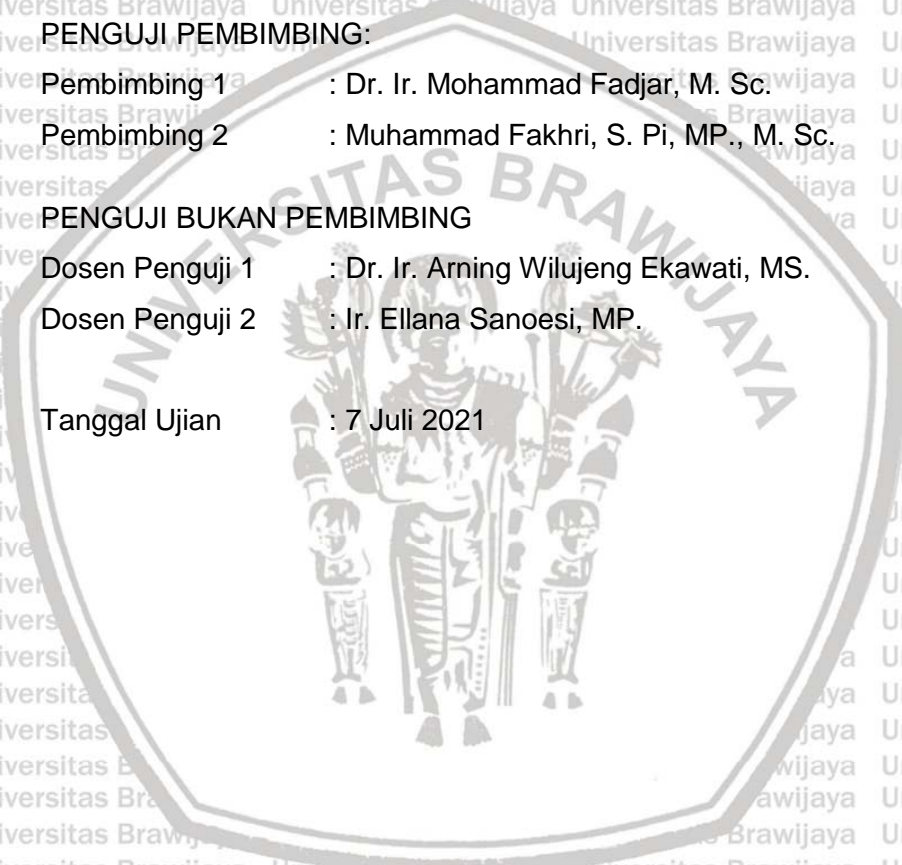 PENGUJI PEMBIMBING:
Pembimbing 1 : Dr. Ir. Mohammad Fadjar, M. Sc.
Pembimbing 2 : Muhammad Fakhri, S. Pi, MP., M. Sc.
UNIVERSITAS BRAWIJAYA
PENGUJI BUKAN PEMBIMBING
Dosen Penguji 1 : Dr. Ir. Arning Wilujeng Ekawati, MS.
Dosen Penguji 2 : Ir. Ellana Sanoesi, MP.
Tanggal Ujian : 7 Juli 2021